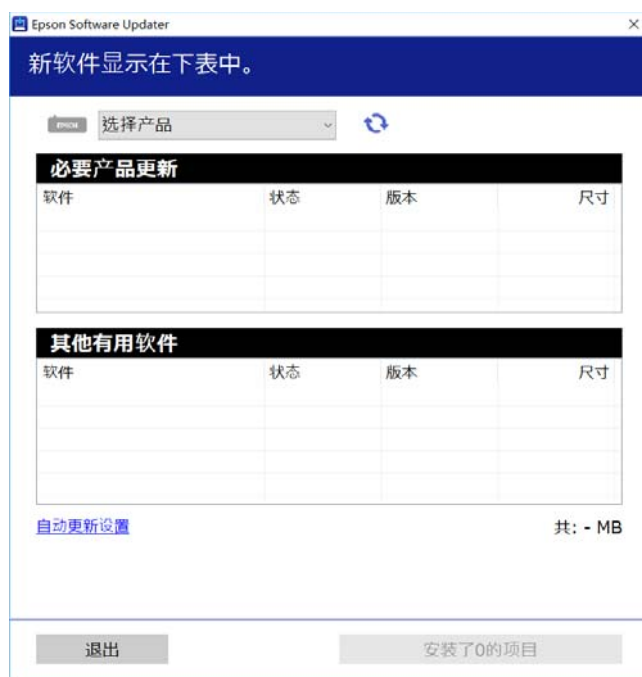 Epson Software Updater
新软件显示在下表中。
EPSON 选择产品
必要产品更新
软件 状态 版本 尺寸
其他有用软件
软件 状态 版本 尺寸
自动更新设置 共: - MB
退出 安装了0的项目